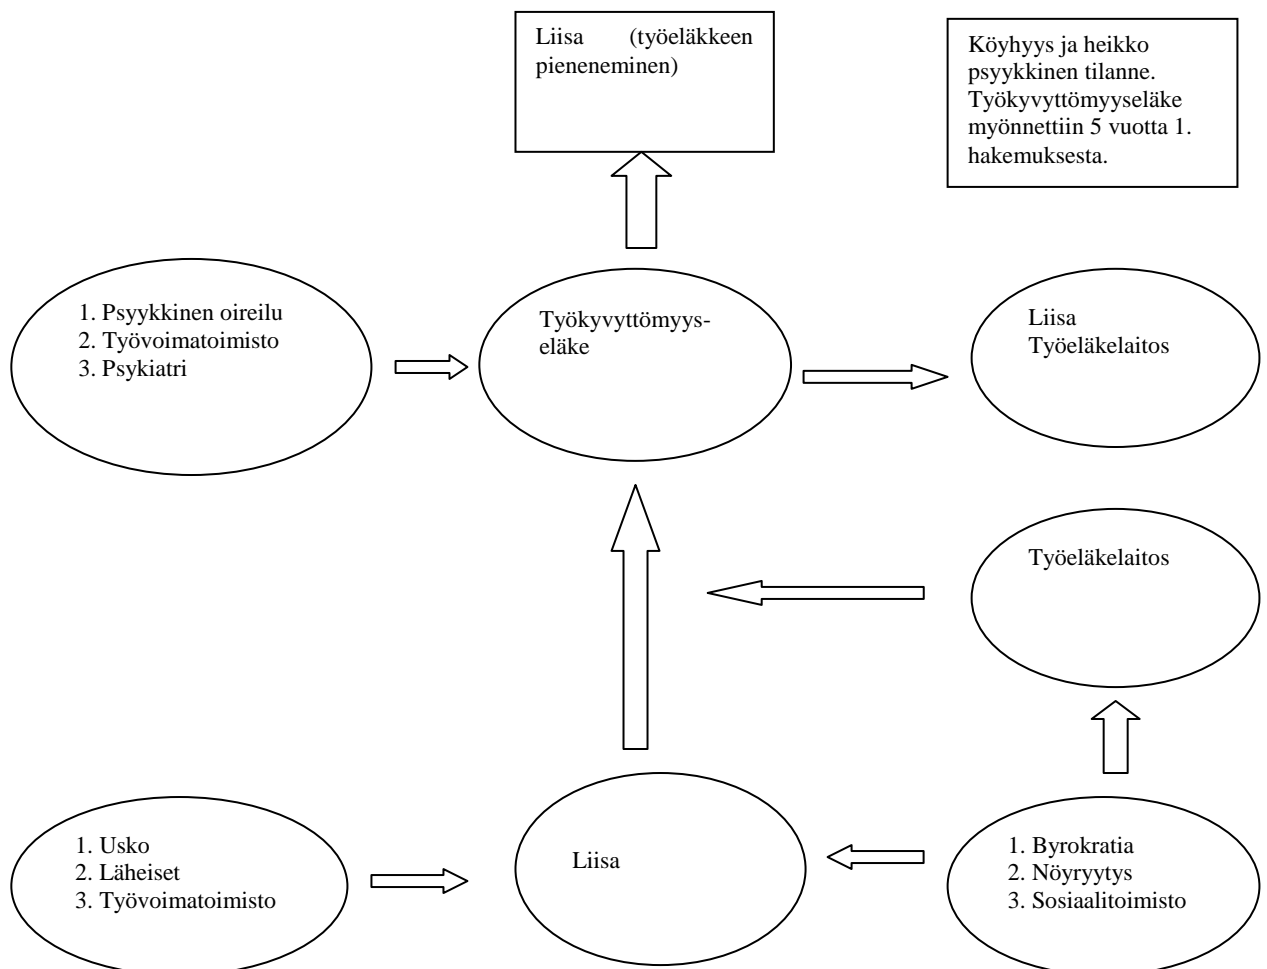 Liisa (työeläkkeen
pieneneminen)
Köyhyys ja heikko
psyykkinen tilanne.
Työkyvyttömyyseläke
myönnettiin 5 vuotta 1.
hakemuksesta.
1. Psyykkinen oireilu
2. Työvoimatoimisto
3. Psykiatri
Työkyvyttömyys-
eläke
Liisa
Työeläkelaitos
Työeläkelaitos
1. Usko
2. Läheiset
3. Työvoimatoimisto
Liisa
1. Byrokratia
2. Nöyryytys
3. Sosiaalitoimisto